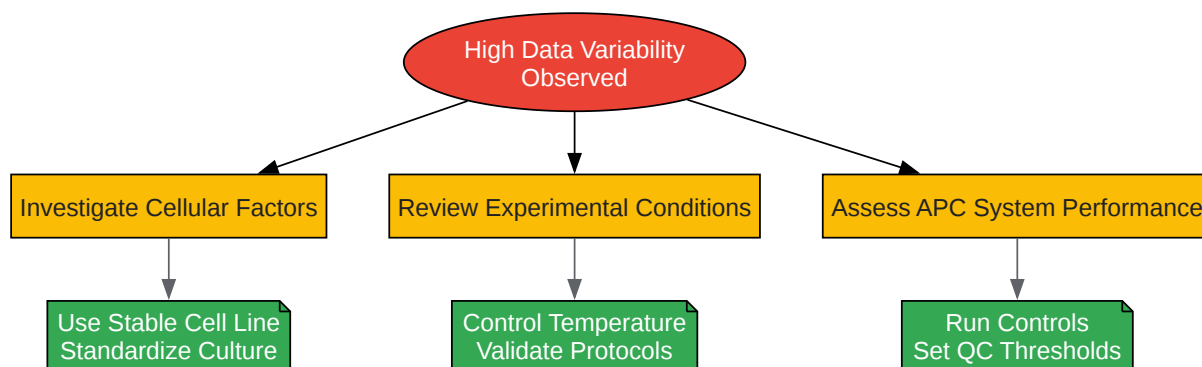 High Data Variability
Observed
Investigate Cellular Factors
Review Experimental Conditions
Assess APC System Performance
Use Stable Cell Line
Standardize Culture
Control Temperature
Validate Protocols
Run Controls
Set QC Thresholds